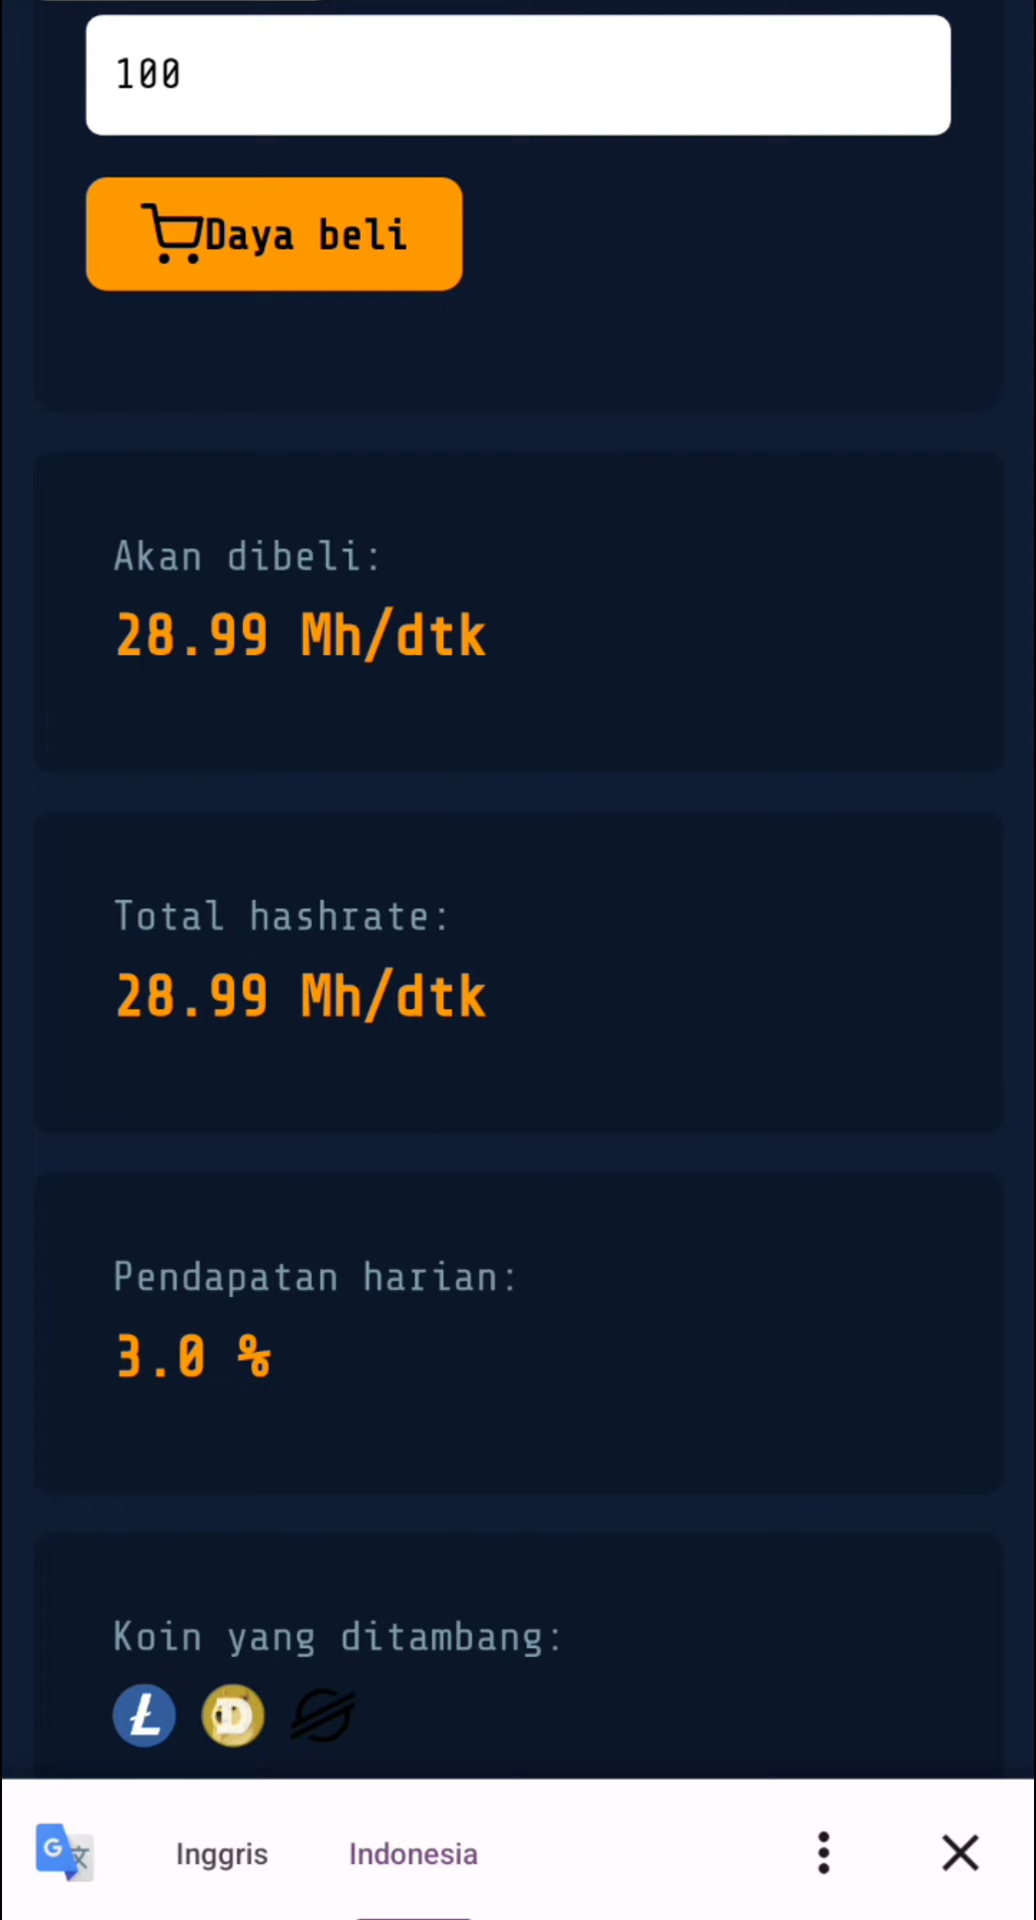 100
Daya beli
Akan dibeli:
28.99 Mh/dtk
Total hashrate:
28.99 Mh/dtk
Pendapatan harian:
3.0 %
Koin yang ditambang:
Inggris Indonesia